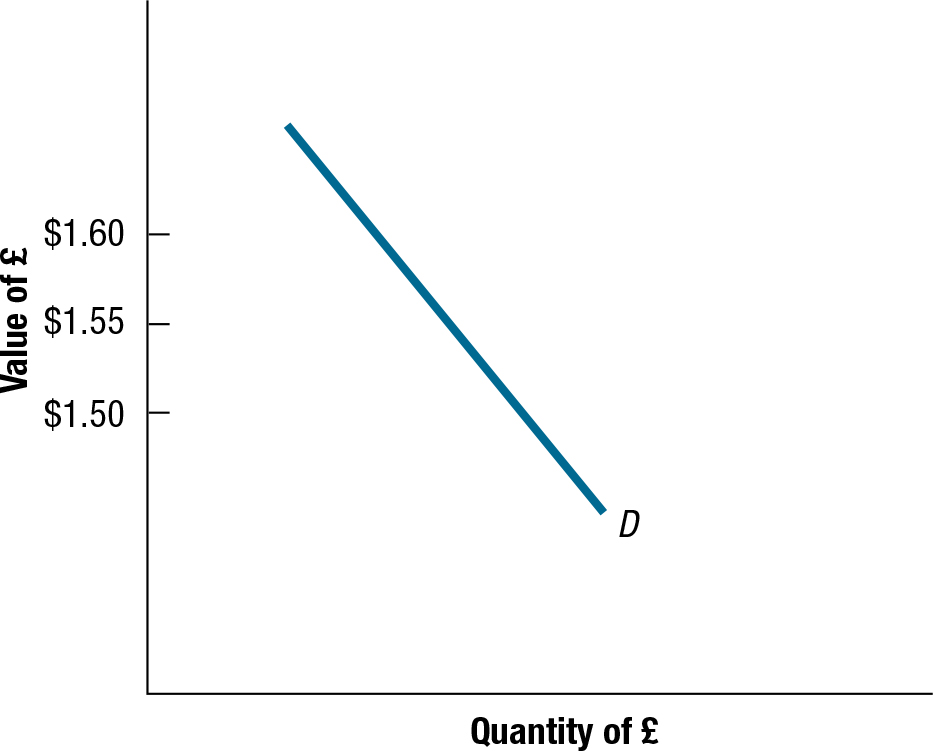 Value of £
$1.60
$1.55
$1.50
D
Quantity of £